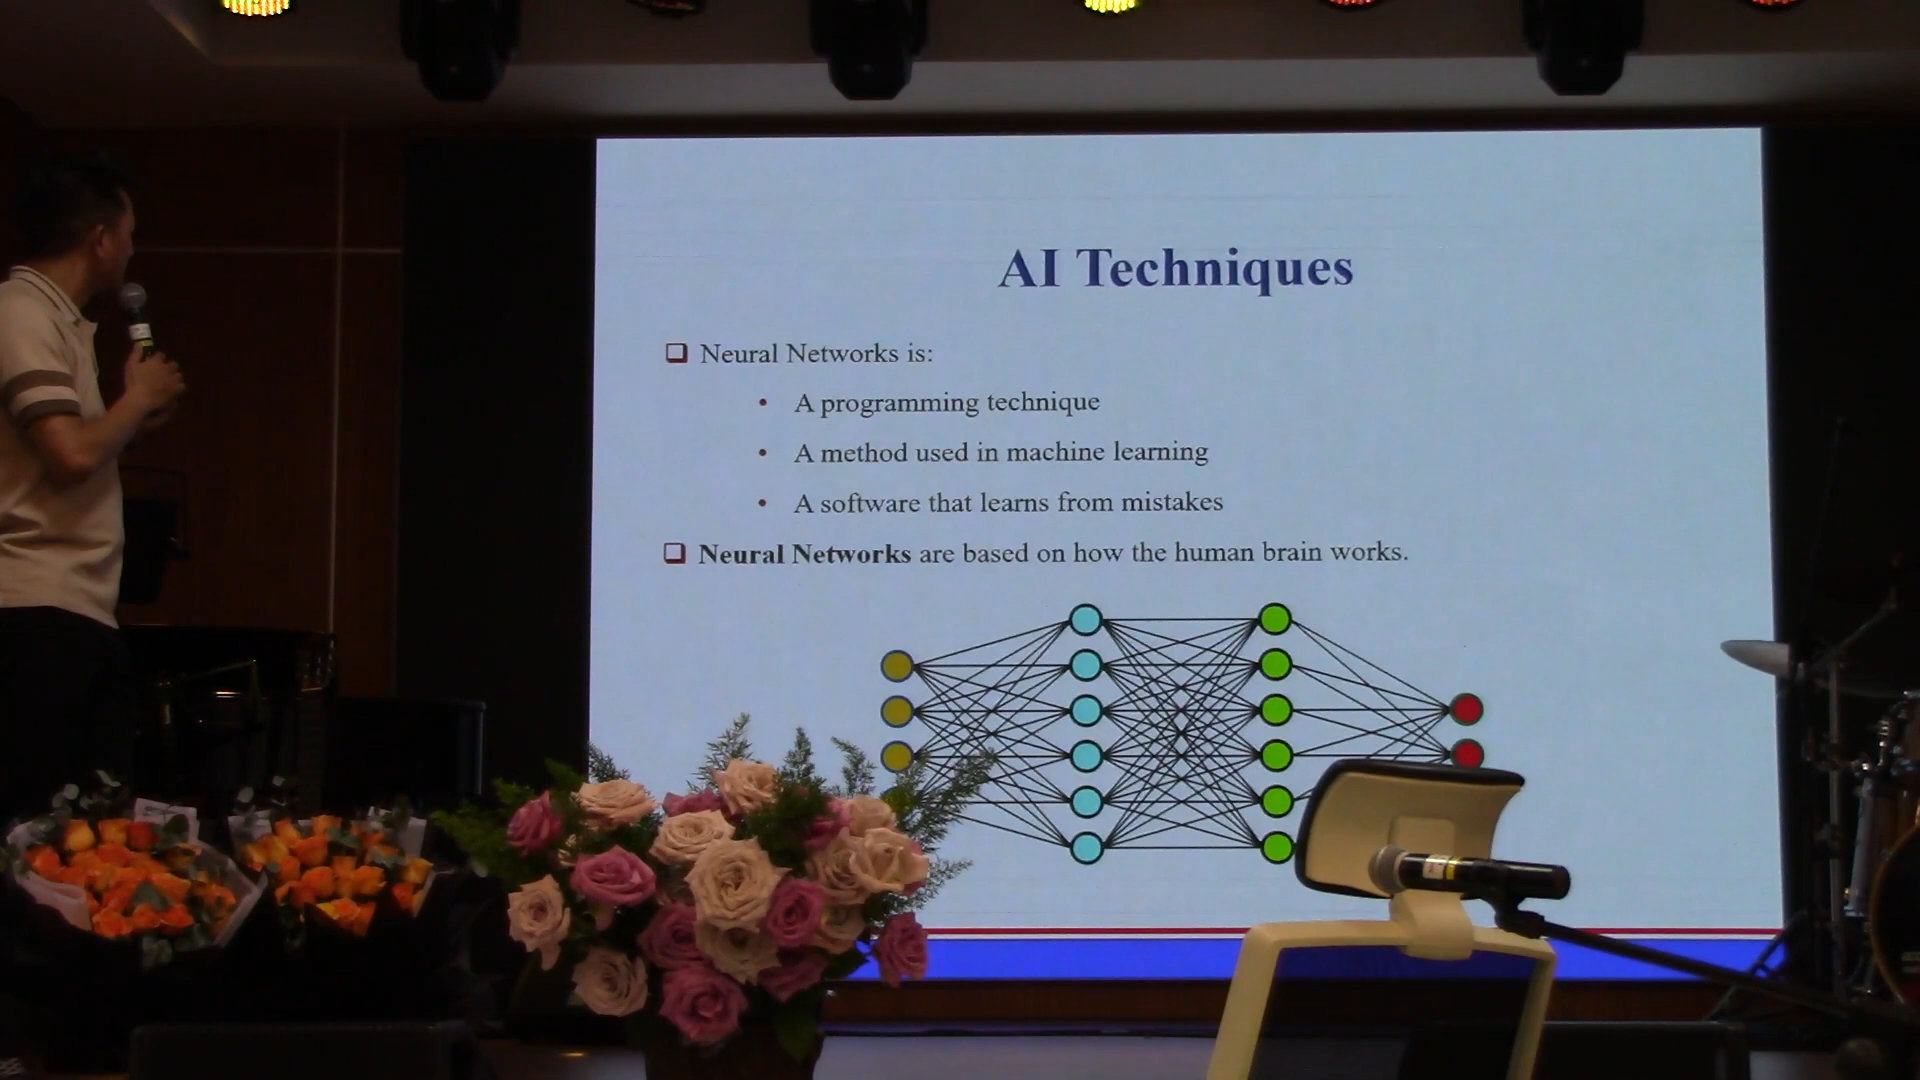 AI Techniques
Neural Networks is:
A programming technique
A method used in machine learning
A software that learns from mistakes
Neural Networks are based on how the human brain works.